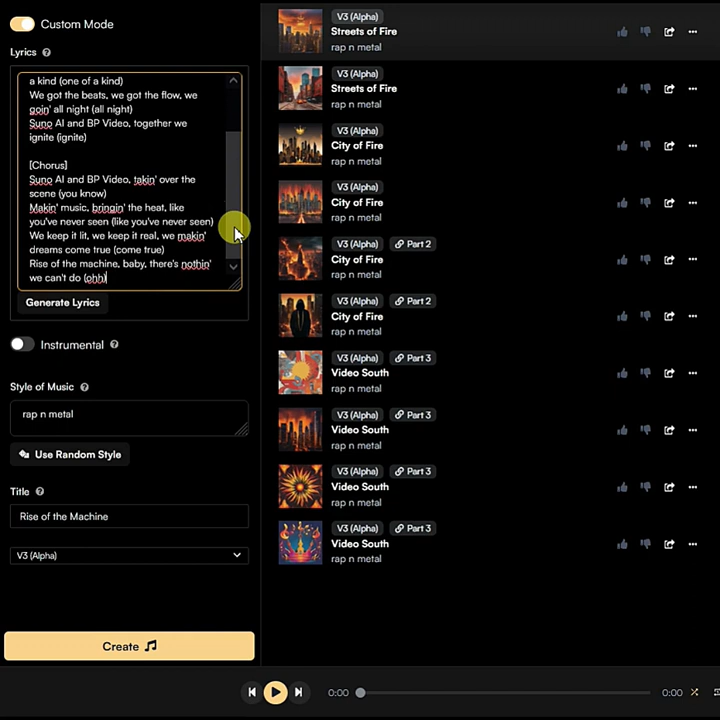 Custom Mode
Lyrics
a kind (one of a kind)
We got the beats, we got the flow, we
goin' all night (all night)
Suno AI and BP Video, together we
ignite (ignite)
[Chorus]
Suno AI and BP Video, takin' over the
scene (you know)
Makin' music, bringin' the heat, like
you've never seen (like you've never seen)
We keep it lit, we keep it real, we makin'
dreams come true (come true)
Rise of the machine, baby, there's nothin'
we can't do (ohh)
Generate Lyrics
Instrumental
Style of Music
rap n metal
Use Random Style
Title
Rise of the Machine
V3 (Alpha)
Create
V3 (Alpha)
Streets of Fire
rap n metal
V3 (Alpha)
Streets of Fire
rap n metal
V3 (Alpha)
City of Fire
rap n metal
V3 (Alpha)
City of Fire
rap n metal
V3 (Alpha) Part 2
City of Fire
rap n metal
V3 (Alpha) Part 2
City of Fire
rap n metal
V3 (Alpha) Part 3
Video South
rap n metal
V3 (Alpha) Part 3
Video South
rap n metal
V3 (Alpha) Part 3
Video South
rap n metal
V3 (Alpha) Part 3
Video South
rap n metal
0:00 0:00